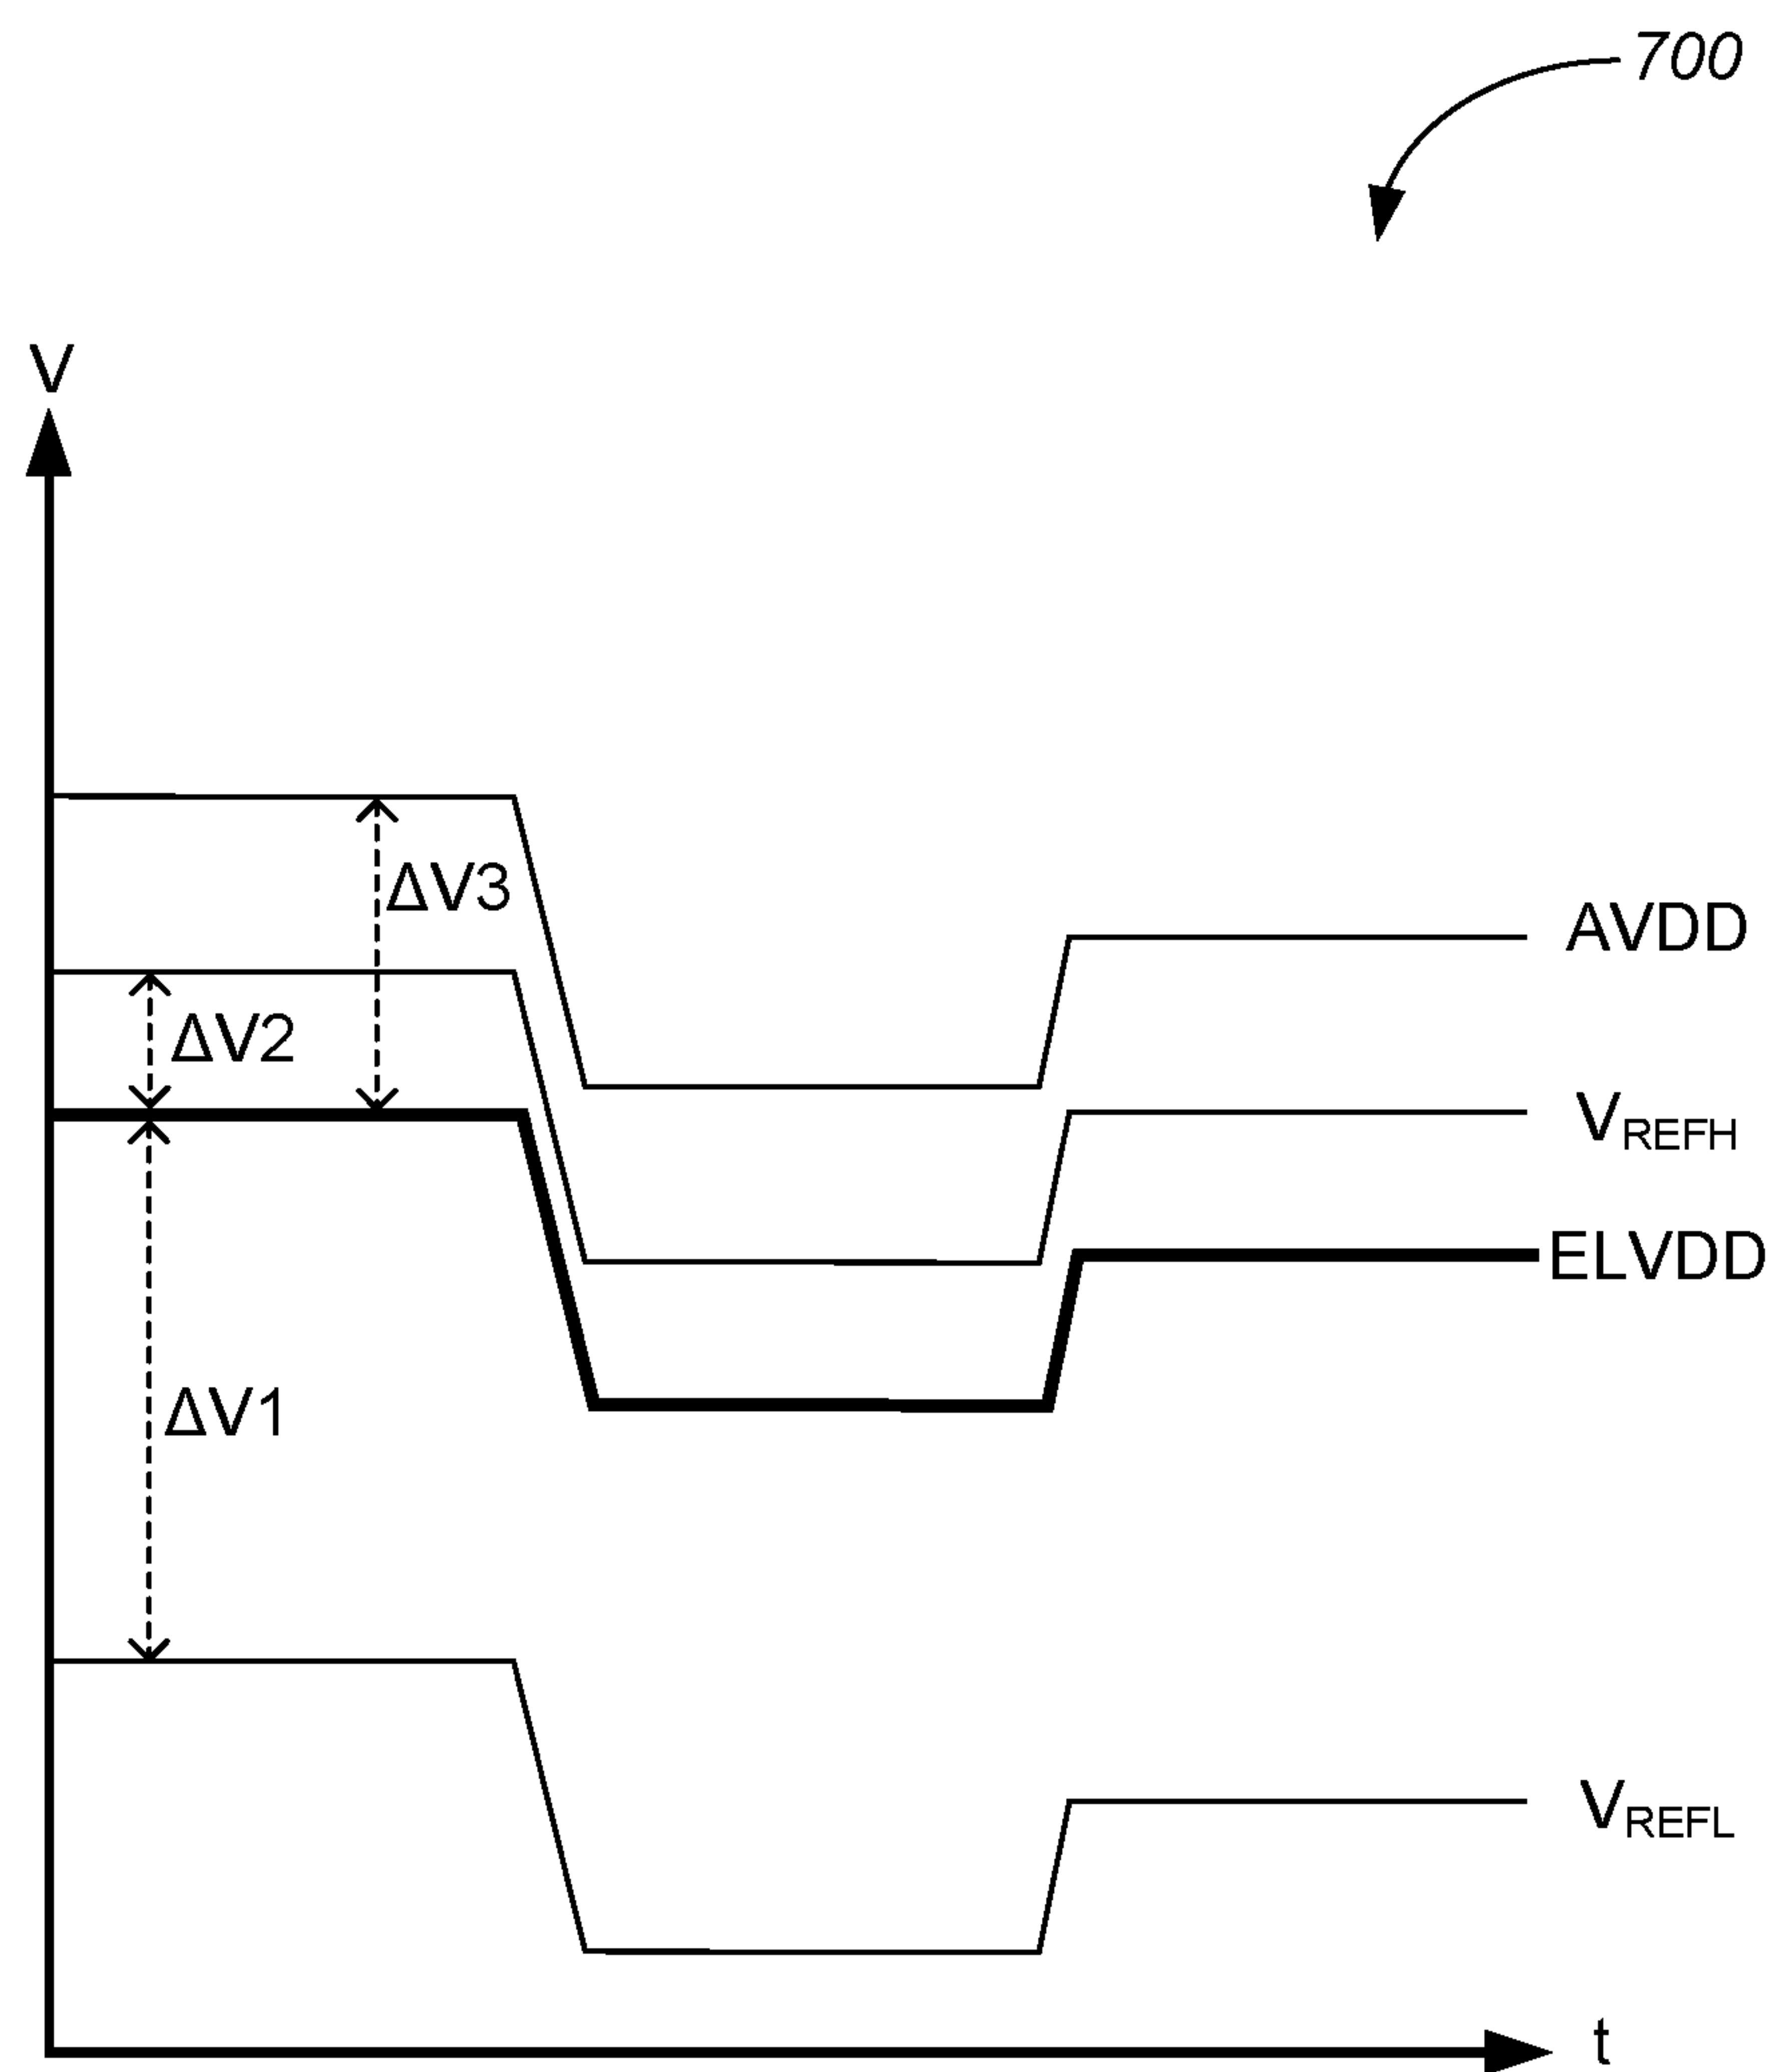 700
V
ΔV3
AVDD
ΔV2
VREFH
ELVDD
ΔV1
VREFL
t